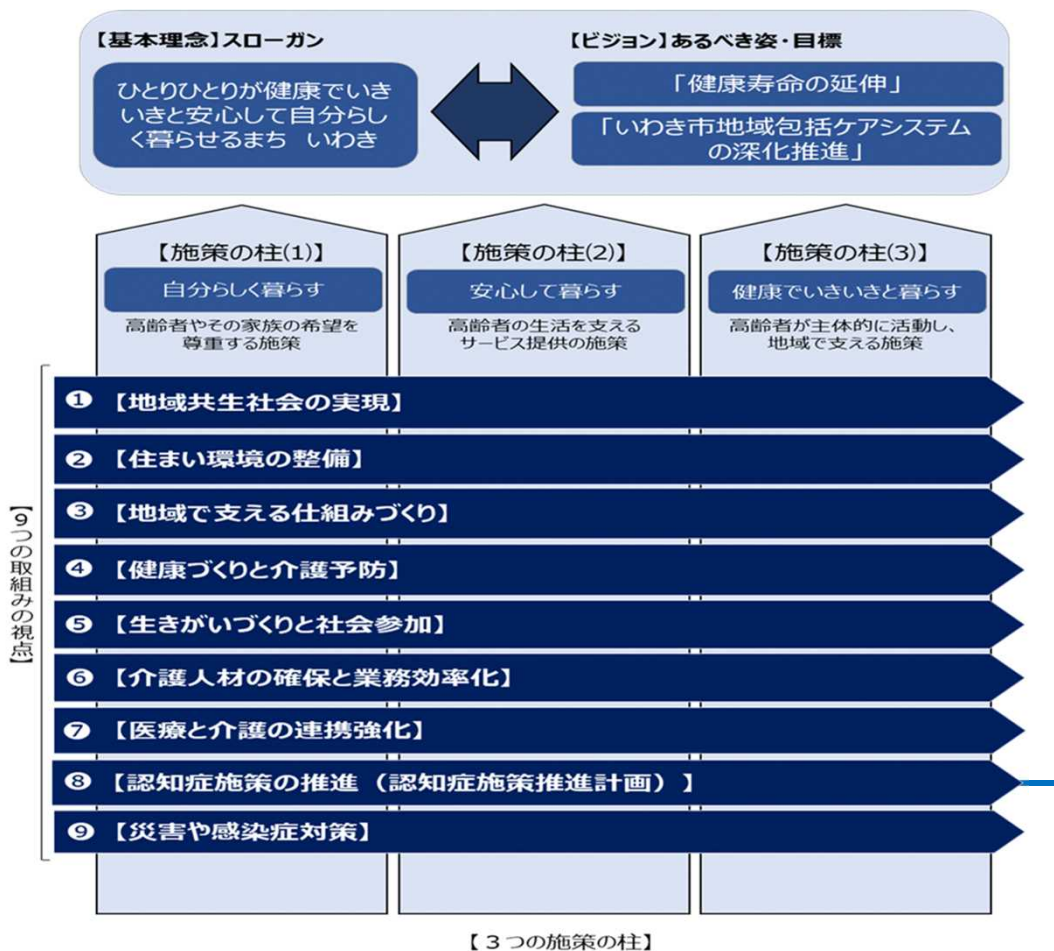 【基本理念】スローガン
ひとりひとりが健康でいき
いきと安心して自分らし
く暮らせるまち　いわき
【ビジョン】あるべき姿・目標
「健康寿命の延伸」
「いわき市地域包括ケアシステム
の深化推進」
【施策の柱(1)】
自分らしく暮らす
高齢者やその家族の希望を
尊重する施策
【施策の柱(2)】
安心して暮らす
高齢者の生活を支える
サービス提供の施策
【施策の柱(3)】
健康でいきいきと暮らす
高齢者が主体的に活動し、
地域で支える施策
【9つの取組みの視点】
❶【地域共生社会の実現】
❷【住まい環境の整備】
❸【地域で支える仕組みづくり】
❹【健康づくりと介護予防】
❺【生きがいづくりと社会参加】
❻【介護人材の確保と業務効率化】
❼【医療と介護の連携強化】
❽【認知症施策の推進（認知症施策推進計画）】
❾【災害や感染症対策】
【３つの施策の柱】